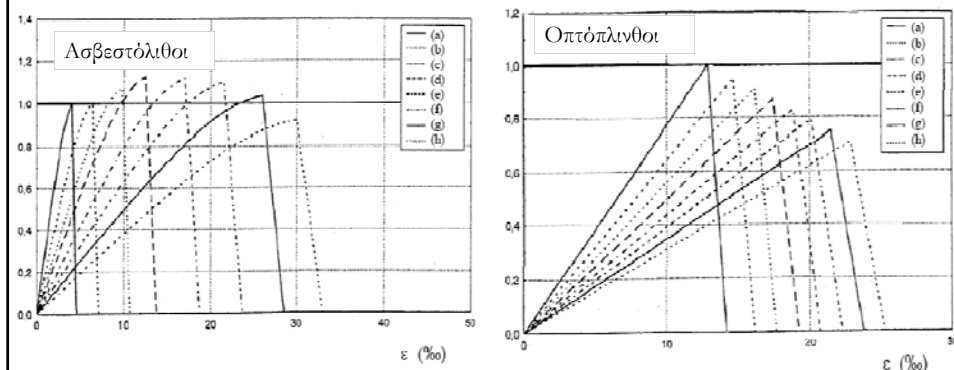 Ασβεστόλιθοι
1,4
1,2
1,0
0,8
0,6
0,4
0,2
0,0
0 10 20 30 40 50
ε (‰)
(a)
(b)
(c)
(d)
(e)
(f)
(g)
(h)
Οπτόπλινθοι
1,2
1,0
0,8
0,6
0,4
0,2
0,0
0 10 20 30
ε (‰)
(a)
(b)
(c)
(d)
(e)
(f)
(g)
(h)